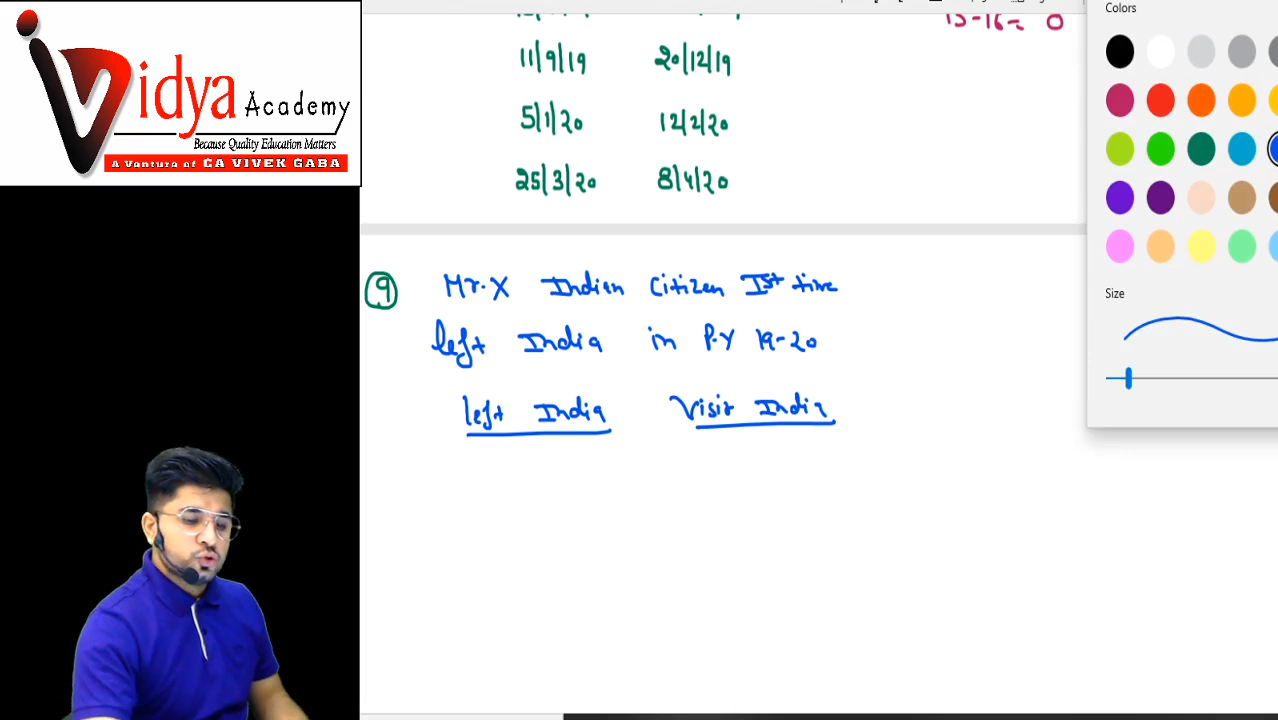 Vidya Academy
Because Quality Education Matters
A Ventura of CA VIVEK GABA
15-16= 0
11/9/19 20/12/19
5/1/20 12/2/20
25/3/20 8/4/20
9 Mr.X Indian Citizen Ist time
left India in P.Y 19-20
left India Visit India
Colors
Size